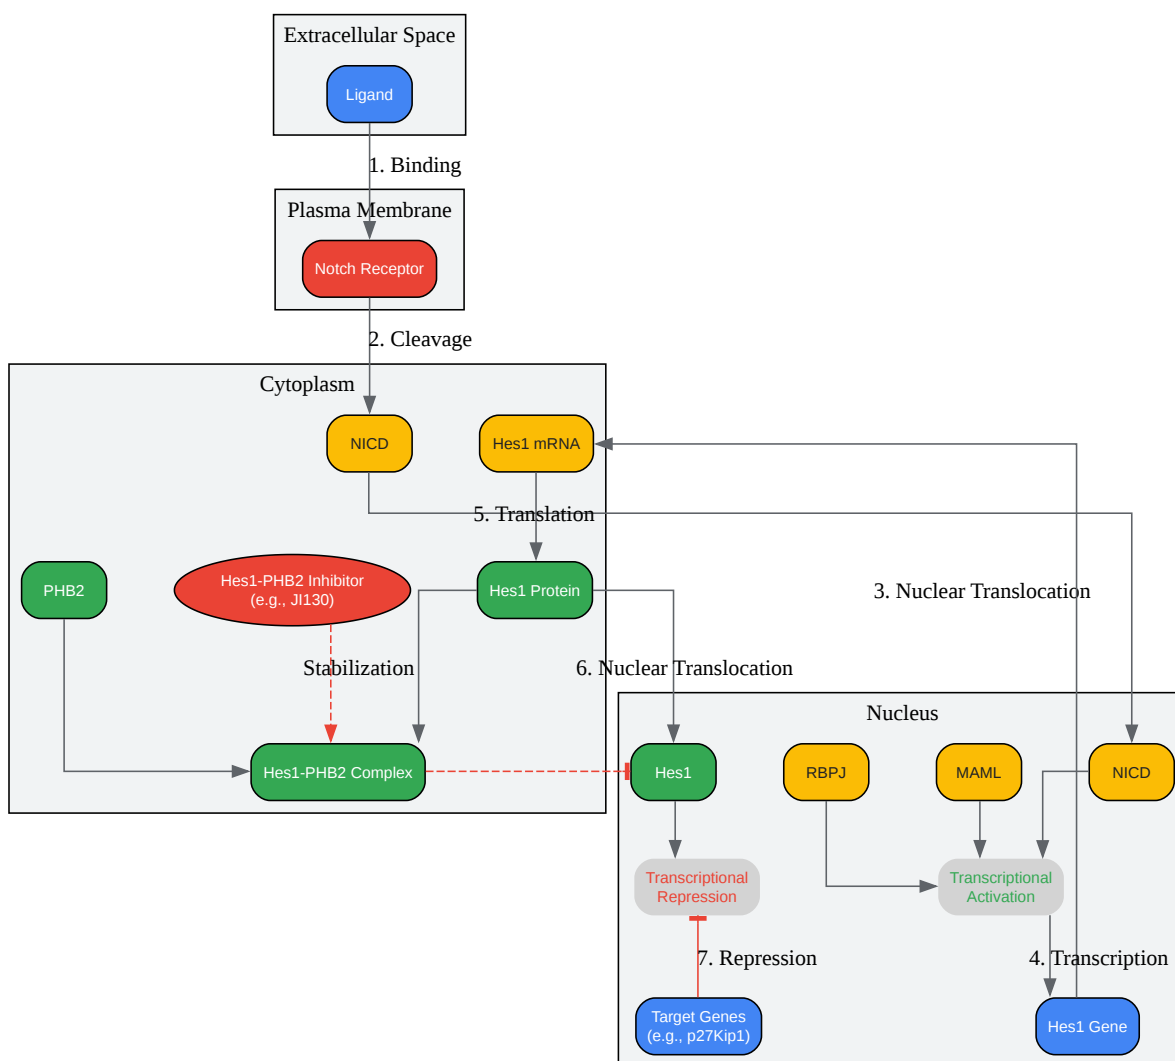 Extracellular Space
Ligand
1. Binding
Plasma Membrane
Notch Receptor
2. Cleavage
Cytoplasm
NICD
Hes1 mRNA
5. Translation
PHB2
Hes1-PHB2 Inhibitor
(e.g., JI130)
Hes1 Protein
3. Nuclear Translocation
Stabilization
6. Nuclear Translocation
Nucleus
Hes1-PHB2 Complex
Hes1
RBPJ
MAML
NICD
Transcriptional
Repression
Transcriptional
Activation
7. Repression
4. Transcription
Target Genes
(e.g., p27Kip1)
Hes1 Gene